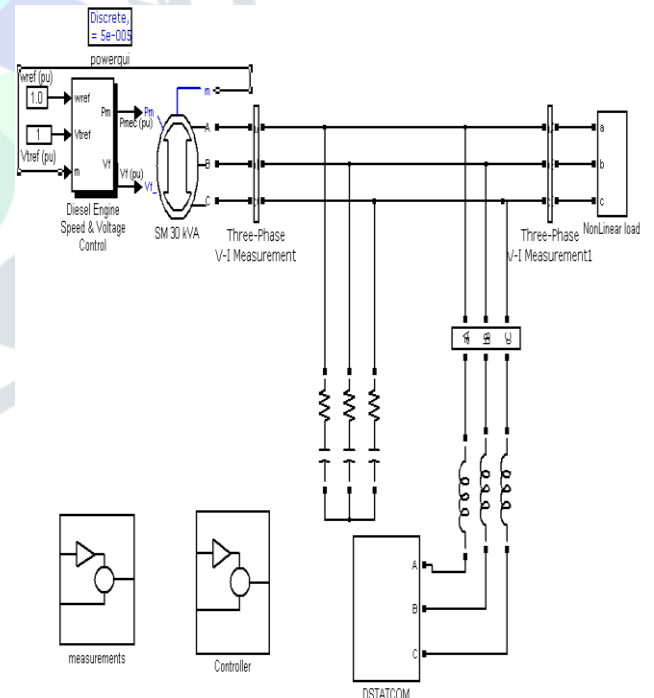 Discrete,
= 5e-005
powerqui
wref (pu)
1.0
wref
Pm
Pm
Pmec (pu)
m
1
Vtref
Vtref (pu)
Vf
Vf (pu)
Vf_
m
A
B
C
a
b
c
Diesel Engine
Speed & Voltage
Control
SM 30 kVA
Three-Phase
V-I Measurement
Three-Phase
V-I Measurement1
NonLinear load
A
B
C
A
B
C
measurements
Controller
DSTATCOM